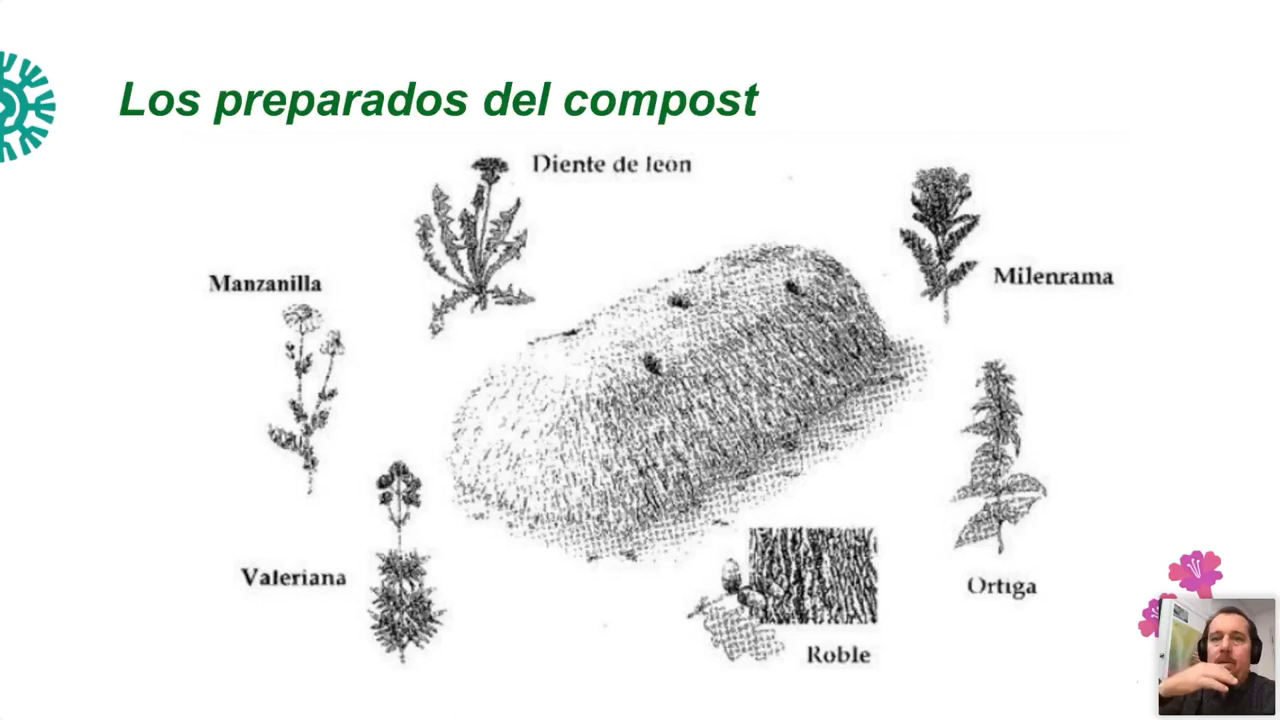 Los preparados del compost
Diente de leon
Milenrama
Manzanilla
Valeriana
Ortiga
Roble